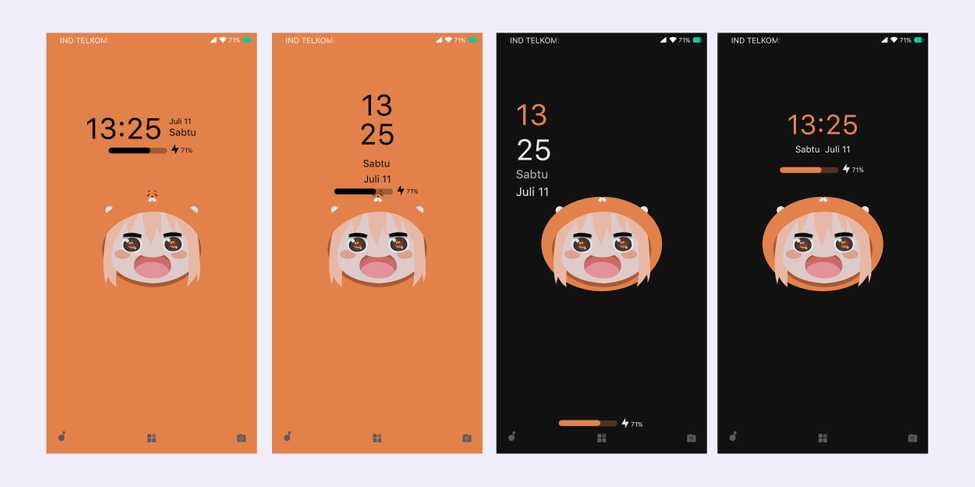 IND TELKOM
71%
13:25
Juli 11
Sabtu
71%
IND TELKOM
71%
13
25
Sabtu
Juli 11
71%
IND TELKOM
71%
13
25
Sabtu
Juli 11
71%
IND TELKOM
71%
13:25
Sabtu Juli 11
71%